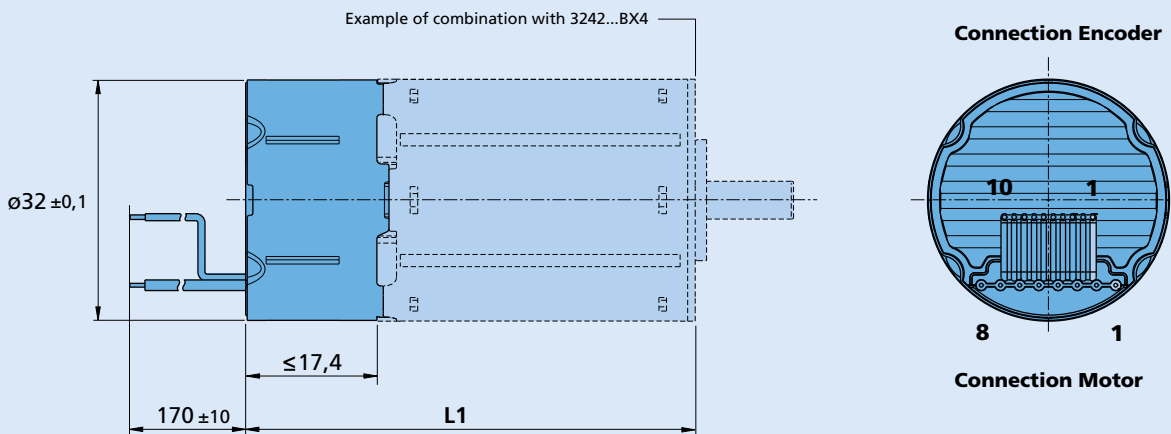 Example of combination with 3242...BX4
Connection Encoder
ø32 ±0,1
10
1
≤17,4
8
1
170 ±10
L1
Connection Motor